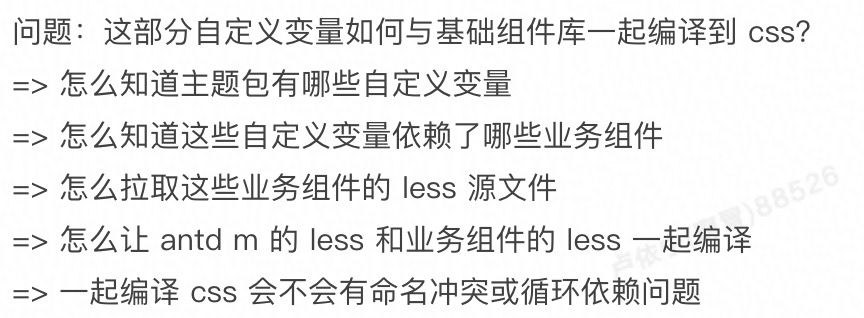 问题：这部分自定义变量如何与基础组件库一起编译到 css?
=> 怎么知道主题包有哪些自定义变量
=> 怎么知道这些自定义变量依赖了哪些业务组件
=> 怎么拉取这些业务组件的 less 源文件
=> 怎么让 antd m 的 less 和业务组件的 less 一起编译
=> 一起编译 css 会不会有命名冲突或循环依赖问题
)88526